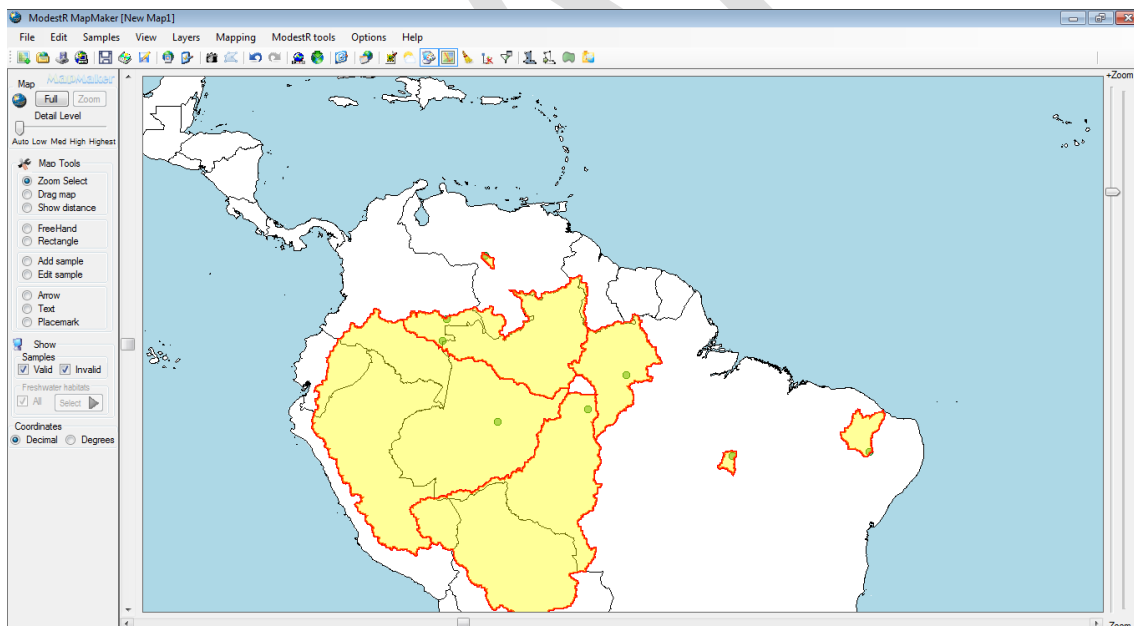 ModestR MapMaker [New Map1]
File Edit Samples View Layers Mapping ModestR tools Options Help
Map MapMaker
Full Zoom
Detail Level
Auto Low Med High Highest
Map Tools
Zoom Select
Drag map
Show distance
FreeHand
Rectangle
Add sample
Edit sample
Arrow
Text
Placemark
Show
Samples
Valid Invalid
Freshwater habitats
All Select
Coordinates
Decimal Degrees
+Zoom
Zoom